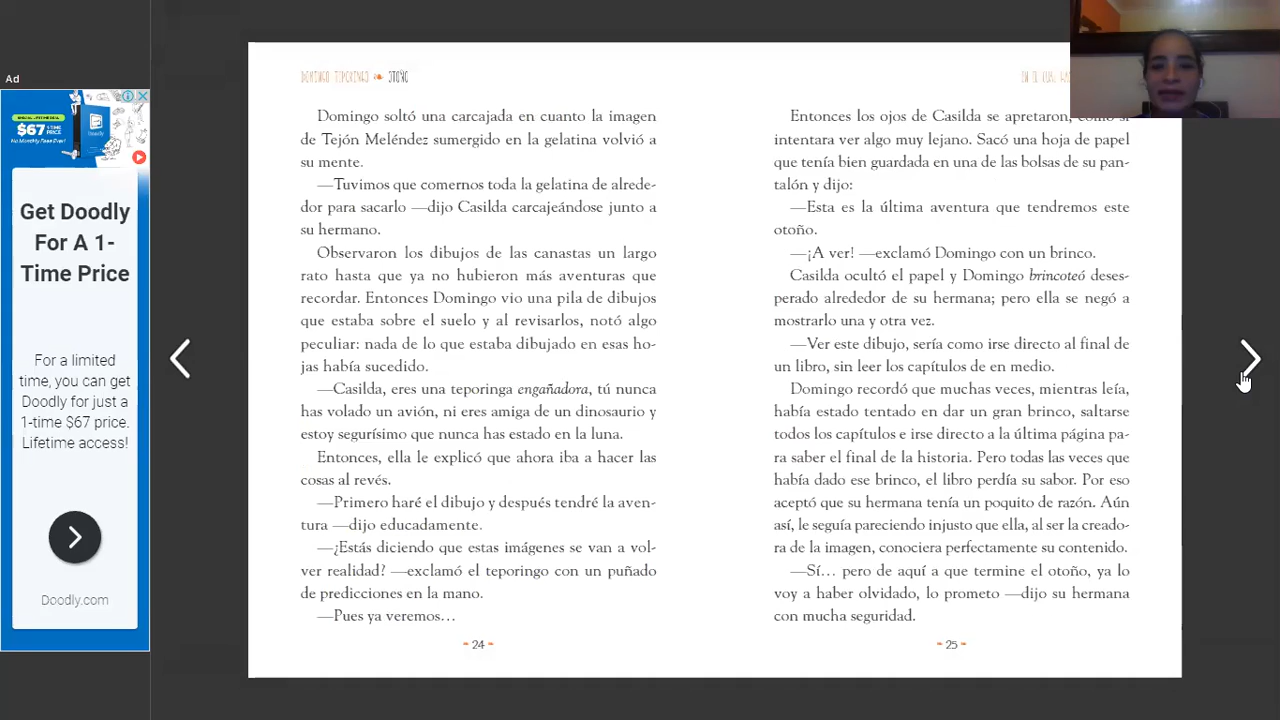 Ad
$67
Doodly
Get Doodly
For A 1-
Time Price
For a limited
time, you can get
Doodly for just a
1-time $67 price.
Lifetime access!
Doodly.com
DOMINGO TEPORINGO OTOÑO
Domingo soltó una carcajada en cuanto la imagen
de Tejón Meléndez sumergido en la gelatina volvió a
su mente.
—Tuvimos que comernos toda la gelatina de alrede-
dor para sacarlo —dijo Casilda carcajeándose junto a
su hermano.
Observaron los dibujos de las canastas un largo
rato hasta que ya no hubieron más aventuras que
recordar. Entonces Domingo vio una pila de dibujos
que estaba sobre el suelo y al revisarlos, notó algo
peculiar: nada de lo que estaba dibujado en esas ho-
jas había sucedido.
—Casilda, eres una teporinga engañadora, tú nunca
has volado un avión, ni eres amiga de un dinosaurio y
estoy segurísimo que nunca has estado en la luna.
Entonces, ella le explicó que ahora iba a hacer las
cosas al revés.
—Primero haré el dibujo y después tendré la aven-
tura —dijo educadamente.
—¿Estás diciendo que estas imágenes se van a vol-
ver realidad? —exclamó el teporingo con un puñado
de predicciones en la mano.
—Pues ya veremos…
24
Entonces los ojos de Casilda se apretaron, como si
intentara ver algo muy lejano. Sacó una hoja de papel
que tenía bien guardada en una de las bolsas de su pan-
talón y dijo:
—Esta es la última aventura que tendremos este
otoño.
—¡A ver! —exclamó Domingo con un brinco.
Casilda ocultó el papel y Domingo brincoteó deses-
perado alrededor de su hermana; pero ella se negó a
mostrarlo una y otra vez.
—Ver este dibujo, sería como irse directo al final de
un libro, sin leer los capítulos de en medio.
Domingo recordó que muchas veces, mientras leía,
había estado tentado en dar un gran brinco, saltarse
todos los capítulos e irse directo a la última página pa-
ra saber el final de la historia. Pero todas las veces que
había dado ese brinco, el libro perdía su sabor. Por eso
aceptó que su hermana tenía un poquito de razón. Aún
así, le seguía pareciendo injusto que ella, al ser la creado-
ra de la imagen, conociera perfectamente su contenido.
—Sí… pero de aquí a que termine el otoño, ya lo
voy a haber olvidado, lo prometo —dijo su hermana
con mucha seguridad.
25